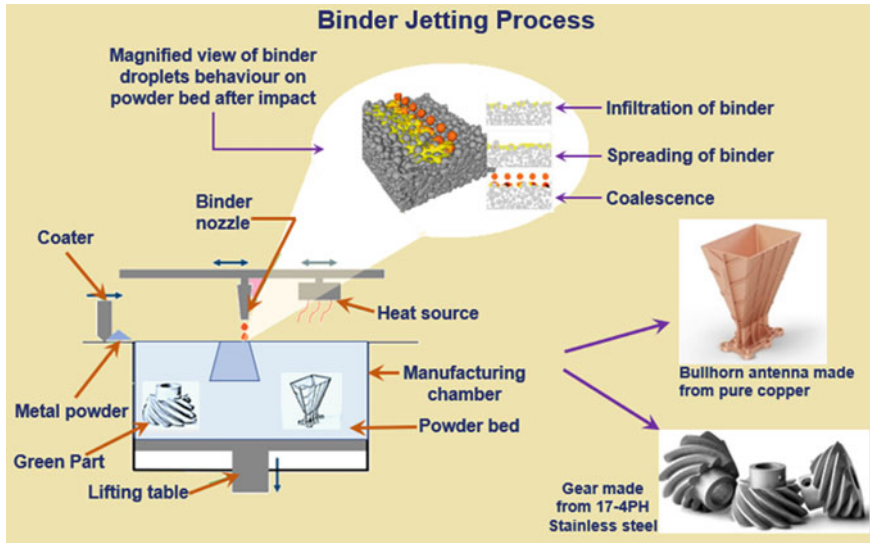 Binder Jetting Process
Magnified view of binder
droplets behaviour on
powder bed after impact
Infiltration of binder
Spreading of binder
Coalescence
Binder
nozzle
Coater
Heat source
Manufacturing
chamber
Metal powder
Powder bed
Green Part
Lifting table
Bullhorn antenna made
from pure copper
Gear made
from 17-4PH
Stainless steel